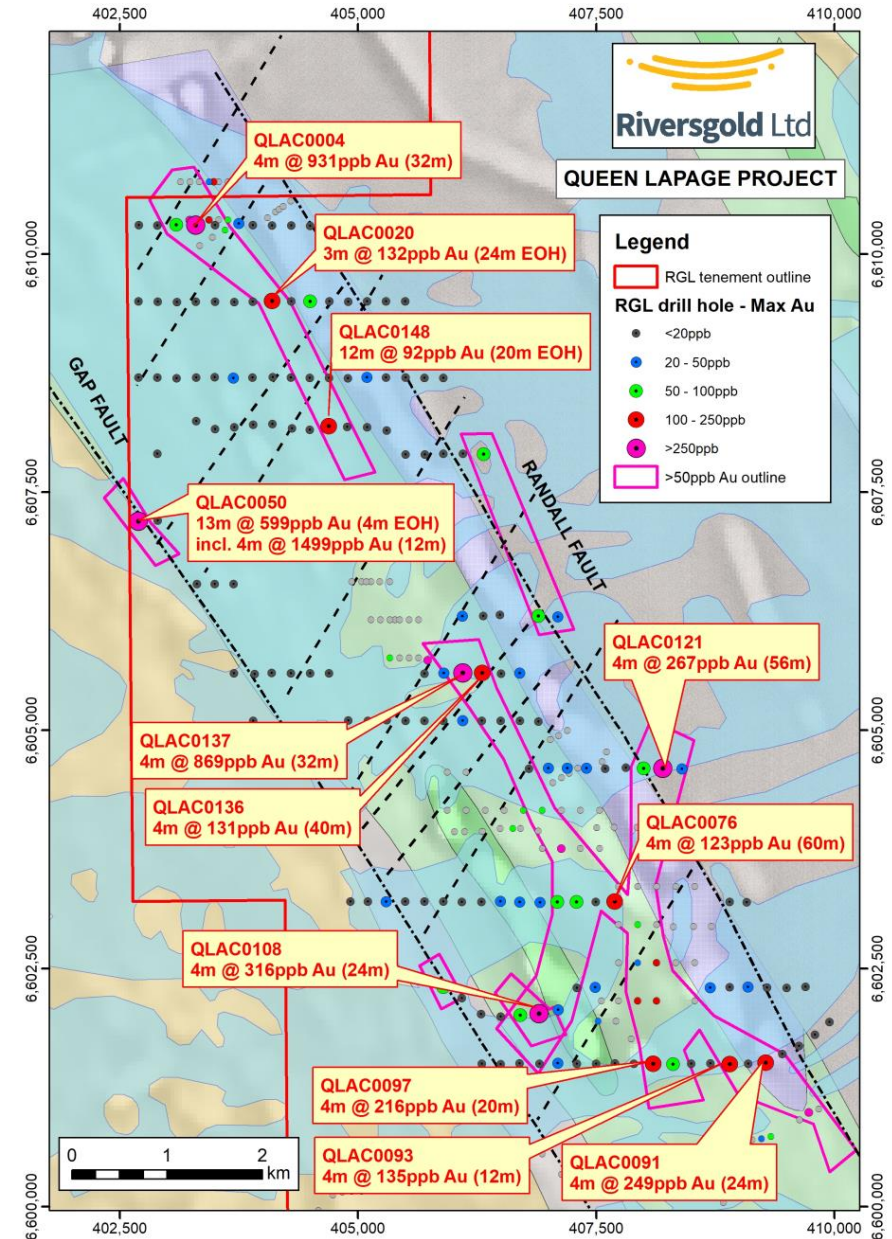 402,500
405,000
407,500
410,000
Riversgold Ltd
QUEEN LAPAGE PROJECT
Legend
RGL tenement outline
RGL drill hole - Max Au
<20ppb
20 - 50ppb
50 - 100ppb
100 - 250ppb
>250ppb
>50ppb Au outline
QLAC0004
4m @ 931ppb Au (32m)
QLAC0020
3m @ 132ppb Au (24m EOH)
QLAC0148
12m @ 92ppb Au (20m EOH)
GAP FAULT
RANDALL FAULT
QLAC0050
13m @ 599ppb Au (4m EOH)
incl. 4m @ 1499ppb Au (12m)
QLAC0121
4m @ 267ppb Au (56m)
QLAC0137
4m @ 869ppb Au (32m)
QLAC0136
4m @ 131ppb Au (40m)
QLAC0076
4m @ 123ppb Au (60m)
QLAC0108
4m @ 316ppb Au (24m)
QLAC0097
4m @ 216ppb Au (20m)
QLAC0093
4m @ 135ppb Au (12m)
QLAC0091
4m @ 249ppb Au (24m)
0 1 2
km
6,610,000
6,607,500
6,605,000
6,602,500
6,600,000
6,610,000
6,607,500
6,605,000
6,602,500
6,600,000
402,500
405,000
407,500
410,000